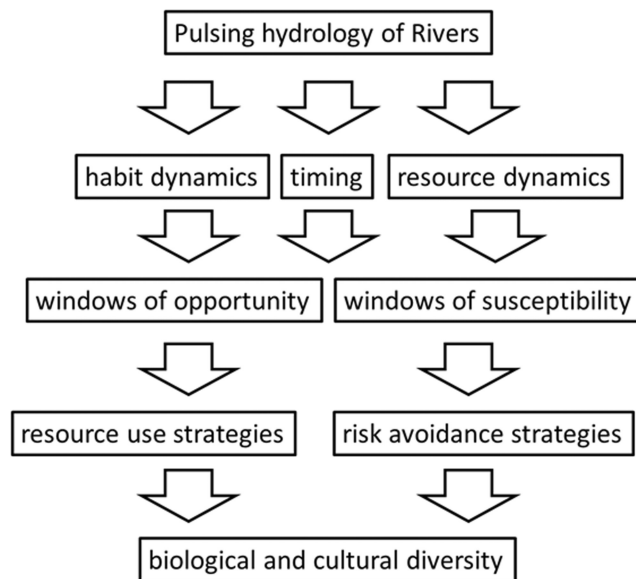 Pulsing hydrology of Rivers
habit dynamics
timing
resource dynamics
windows of opportunity
windows of susceptibility
resource use strategies
risk avoidance strategies
biological and cultural diversity